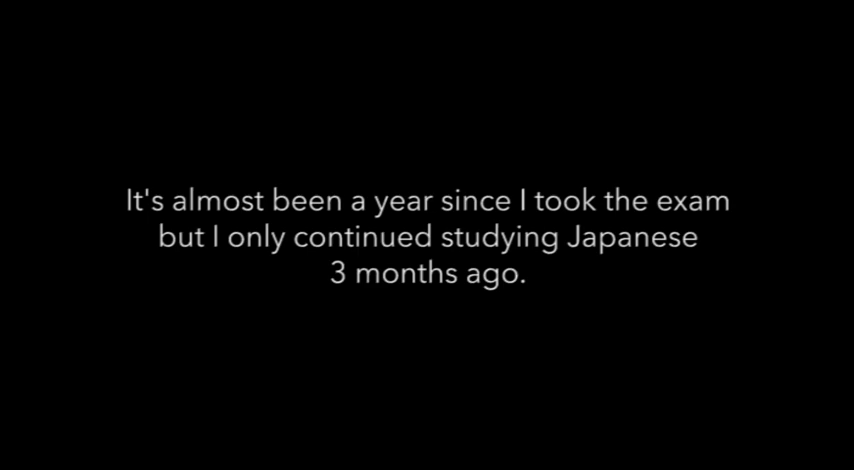 It's almost been a year since I took the exam
but I only continued studying Japanese
3 months ago.